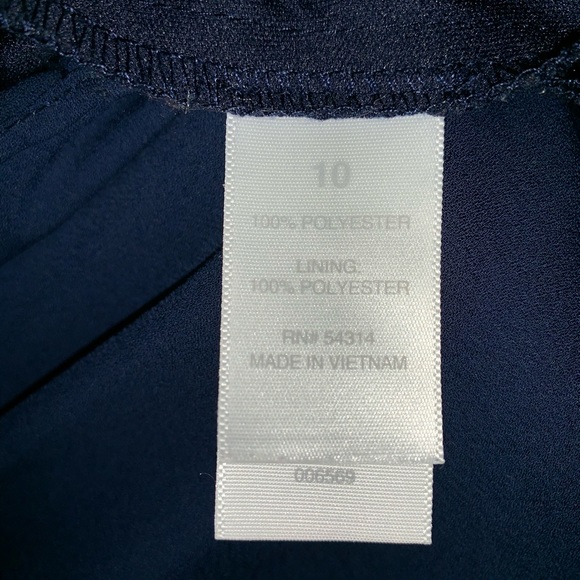 10
100% POLYESTER
LINING:
100% POLYESTER
RN# 54314
MADE IN VIETNAM
006569